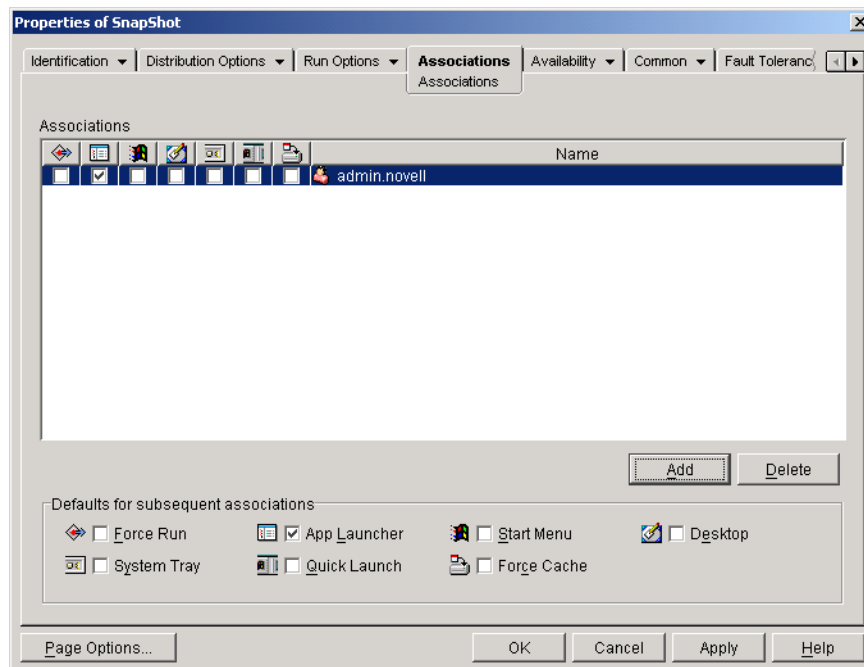 Properties of SnapShot
Identification Distribution Options Run Options Associations Availability Common Fault Toleranc
Associations
Associations
Name
admin.novell
Add Delete
Defaults for subsequent associations
Force Run App Launcher Start Menu Desktop
System Tray Quick Launch Force Cache
Page Options... OK Cancel Apply Help